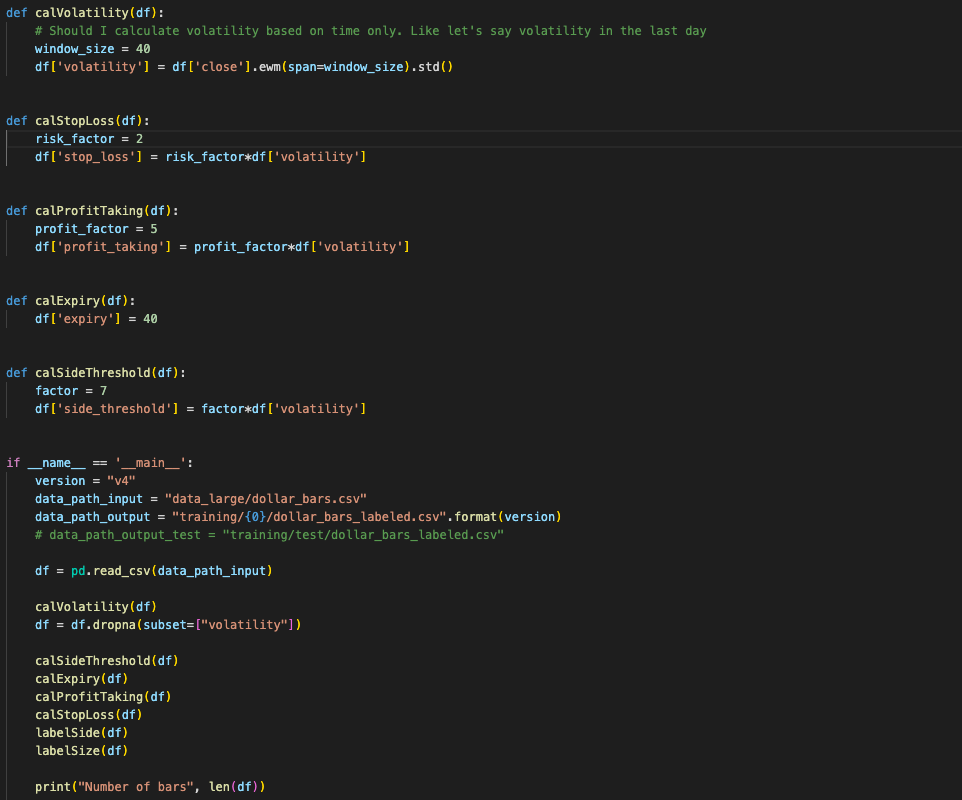 def calVolatility(df):
    # Should I calculate volatility based on time only. Like let's say volatility in the last day
    window_size = 40
    df['volatility'] = df['close'].ewm(span=window_size).std()
def calStopLoss(df):
    risk_factor = 2
    df['stop_loss'] = risk_factor*df['volatility']
def calProfitTaking(df):
    profit_factor = 5
    df['profit_taking'] = profit_factor*df['volatility']
def calExpiry(df):
    df['expiry'] = 40
def calSideThreshold(df):
    factor = 7
    df['side_threshold'] = factor*df['volatility']
if __name__ == '__main__':
    version = "v4"
    data_path_input = "data_large/dollar_bars.csv"
    data_path_output = "training/{0}/dollar_bars_labeled.csv".format(version)
    # data_path_output_test = "training/test/dollar_bars_labeled.csv"
    df = pd.read_csv(data_path_input)
    calVolatility(df)
    df = df.dropna(subset=["volatility"])
    calSideThreshold(df)
    calExpiry(df)
    calProfitTaking(df)
    calStopLoss(df)
    labelSide(df)
    labelSize(df)
    print("Number of bars", len(df))